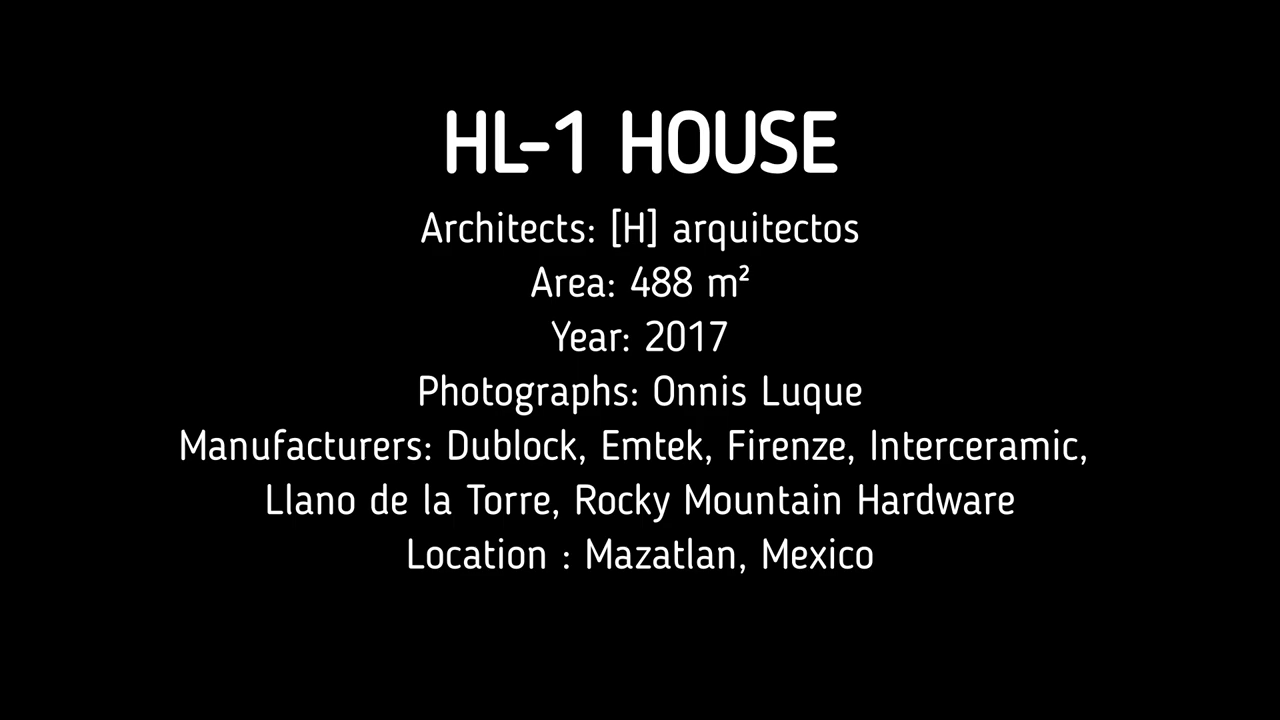 HL-1 HOUSE
Architects: [H] arquitectos
Area: 488 m²
Year: 2017
Photographs: Onnis Luque
Manufacturers: Dublock, Emtek, Firenze, Interceramic,
Llano de la Torre, Rocky Mountain Hardware
Location : Mazatlan, Mexico